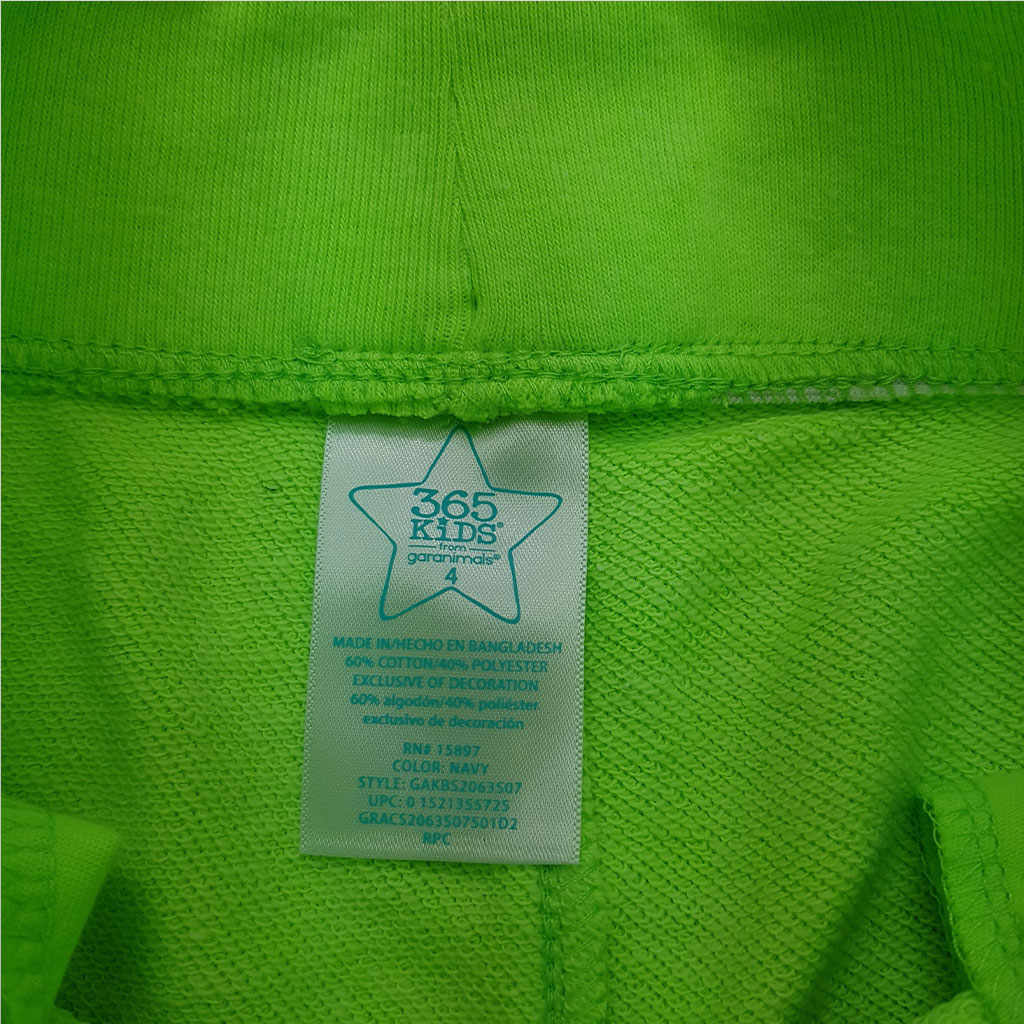 365
KiDS®
from
garanimals®
4
MADE IN/HECHO EN BANGLADESH
60% COTTON/40% POLYESTER
EXCLUSIVE OF DECORATION
60% algodón/40% poliéster
exclusivo de decoración
RN# 15897
COLOR: NAVY
STYLE: GAKBS2063S07
UPC: 0 1521355725
GRACS2063S07S01D2
RPC